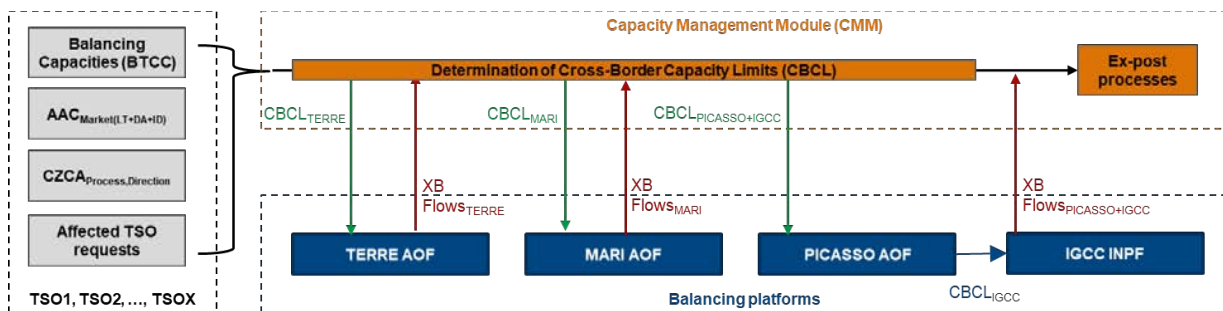 Capacity Management Module (CMM)
Balancing
Capacities (BTCC)
AACMarket(LT+DA+ID)
CZCAProcess,Direction
Affected TSO
requests
TSO1, TSO2, …, TSOX
Determination of Cross-Border Capacity Limits (CBCL)
Ex-post
processes
CBCLTERRE
CBCLMARI
CBCLPICASSO+IGCC
XB
FlowsTERRE
XB
FlowsMARI
XB
FlowsPICASSO+IGCC
TERRE AOF
MARI AOF
PICASSO AOF
IGCC INPF
CBCLIGCC
Balancing platforms